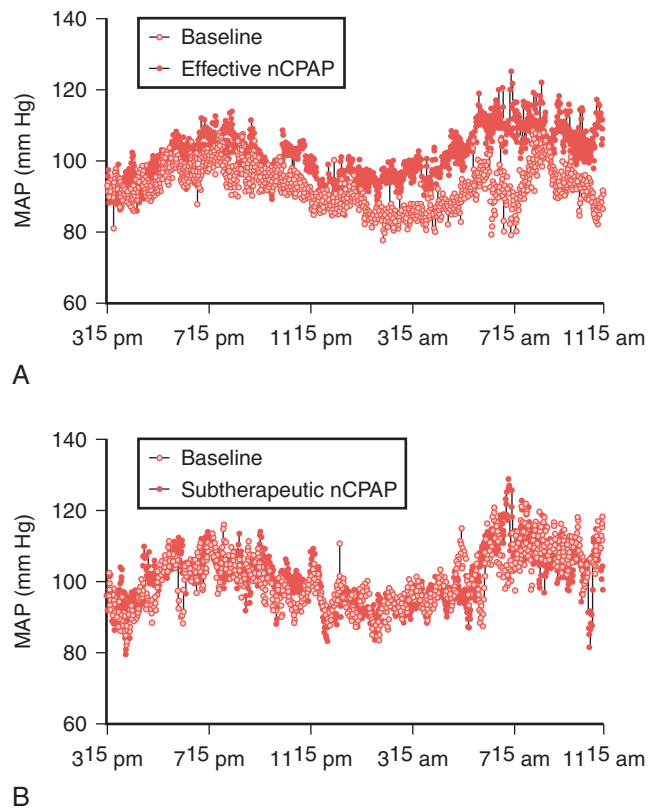 Baseline
Effective nCPAP
140
120
100
80
60
MAP (mm Hg)
3¹⁵ pm 7¹⁵ pm 11¹⁵ pm 3¹⁵ am 7¹⁵ am 11¹⁵ am
A
Baseline
Subtherapeutic nCPAP
140
120
100
80
60
MAP (mm Hg)
3¹⁵ pm 7¹⁵ pm 11¹⁵ pm 3¹⁵ am 7¹⁵ am 11¹⁵ am
B